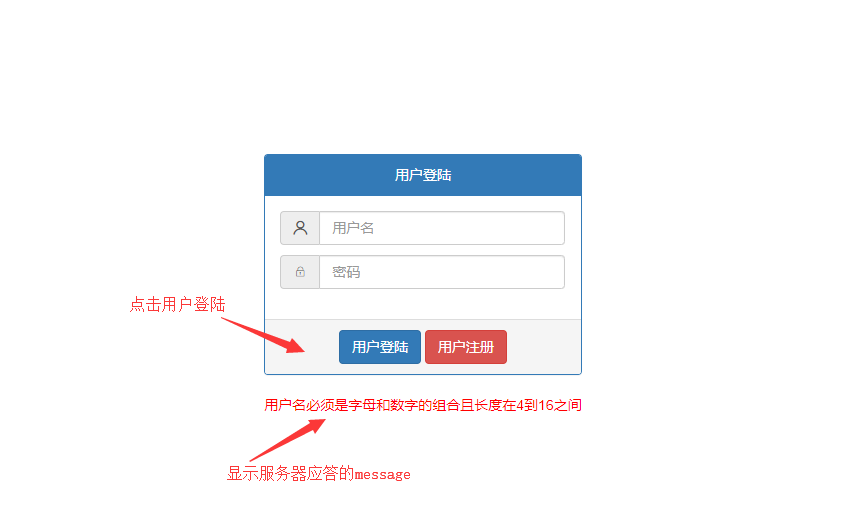 用户登陆
用户名
密码
点击用户登陆
用户登陆 用户注册
用户名必须是字母和数字的组合且长度在4到16之间
显示服务器应答的message